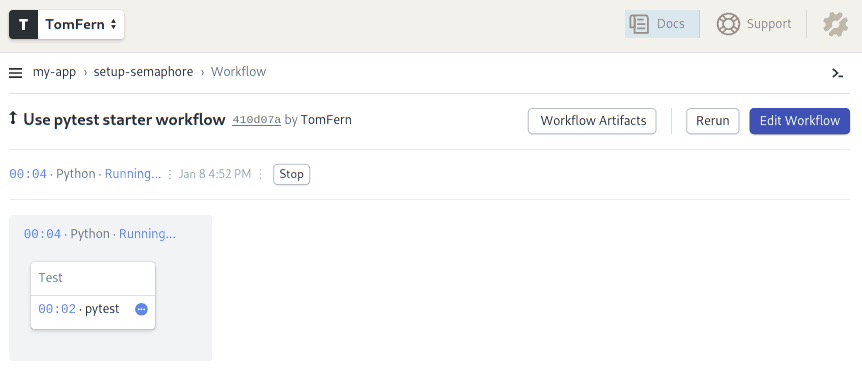 T TomFern Docs Support
my-app › setup-semaphore › Workflow
Use pytest starter workflow 410d07a by TomFern Workflow Artifacts Rerun Edit Workflow
00:04 · Python · Running... Jan 8 4:52 PM Stop
00:04 · Python · Running...
Test
00:02 · pytest